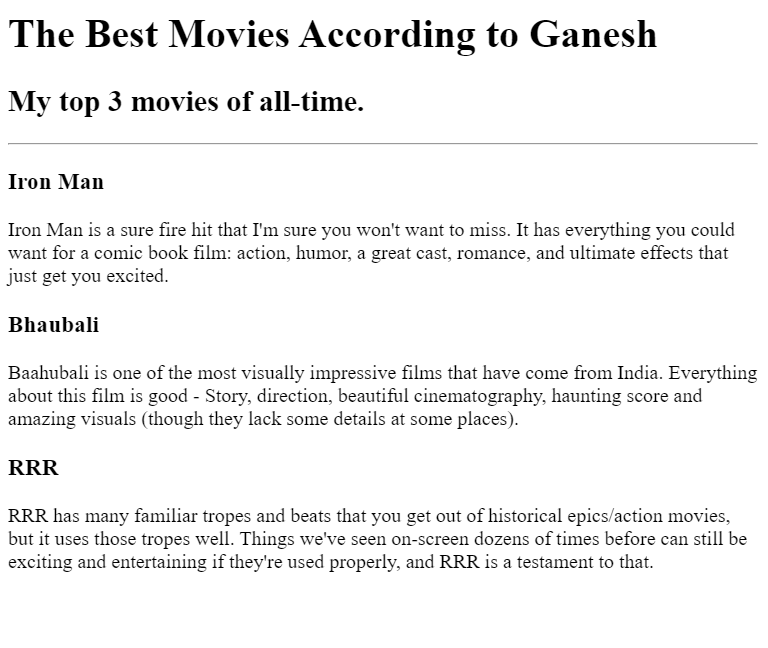 The Best Movies According to Ganesh
My top 3 movies of all-time.
Iron Man
Iron Man is a sure fire hit that I'm sure you won't want to miss. It has everything you could
want for a comic book film: action, humor, a great cast, romance, and ultimate effects that
just get you excited.
Bhaubali
Baahubali is one of the most visually impressive films that have come from India. Everything
about this film is good - Story, direction, beautiful cinematography, haunting score and
amazing visuals (though they lack some details at some places).
RRR
RRR has many familiar tropes and beats that you get out of historical epics/action movies,
but it uses those tropes well. Things we've seen on-screen dozens of times before can still be
exciting and entertaining if they're used properly, and RRR is a testament to that.